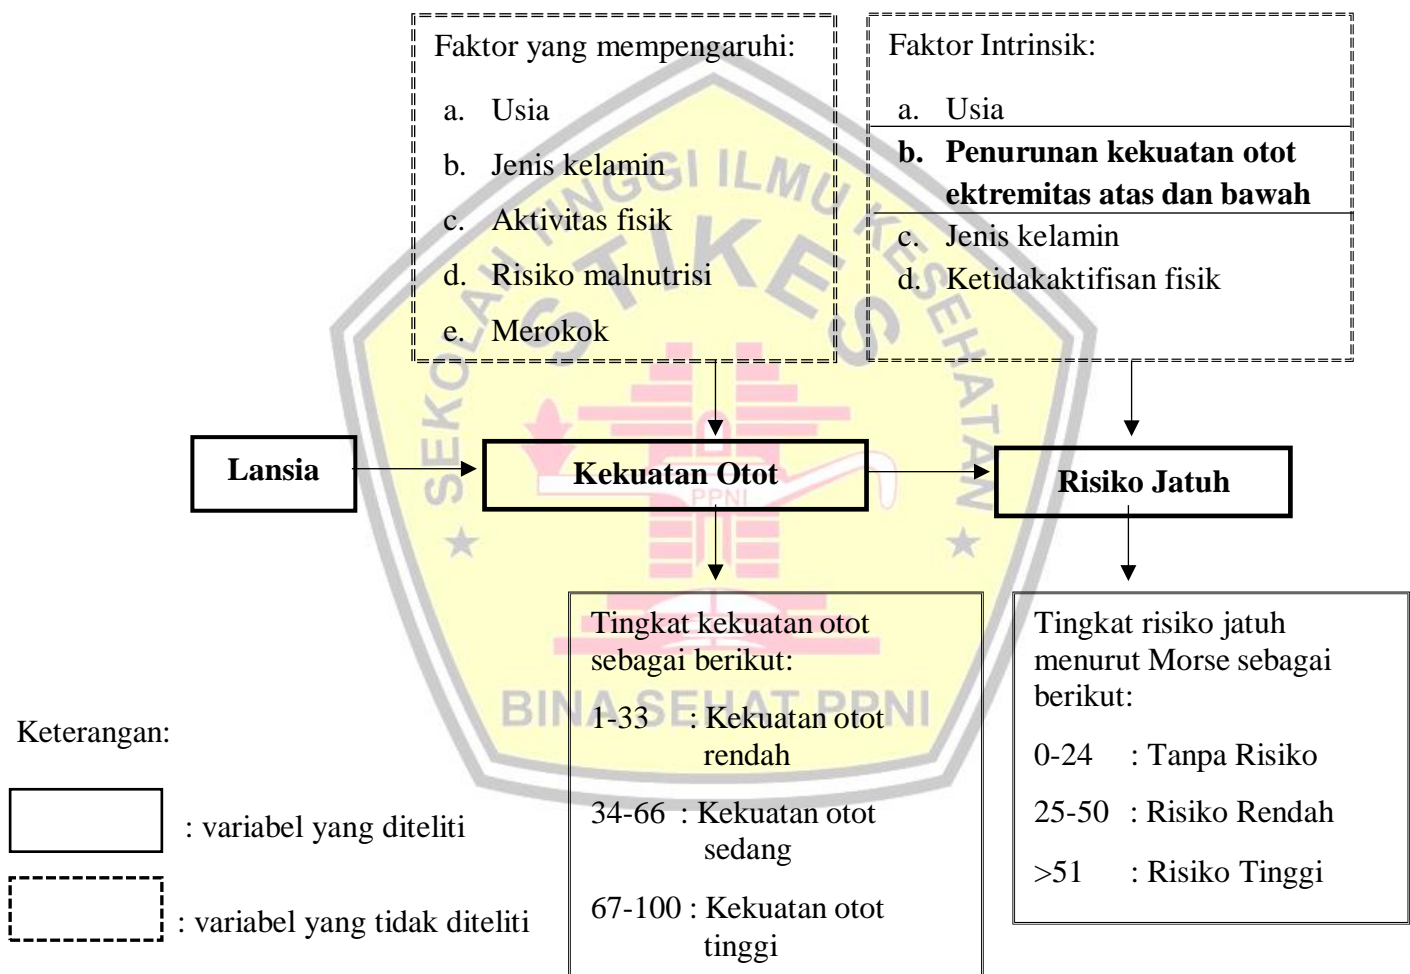 Faktor yang mempengaruhi:
a. Usia
b. Jenis kelamin
c. Aktivitas fisik
d. Risiko malnutrisi
e. Merokok
Faktor Intrinsik:
a. Usia
b. Penurunan kekuatan otot
ektremitas atas dan bawah
c. Jenis kelamin
d. Ketidakaktifisan fisik
SEKOLAH TINGGI ILMU KESEHATAN
STIKES
Lansia
Kekuatan Otot
Risiko Jatuh
PPNI
BINA SEHAT PPNI
Tingkat kekuatan otot
sebagai berikut:
1-33 : Kekuatan otot
rendah
34-66 : Kekuatan otot
sedang
67-100 : Kekuatan otot
tinggi
Tingkat risiko jatuh
menurut Morse sebagai
berikut:
0-24 : Tanpa Risiko
25-50 : Risiko Rendah
>51 : Risiko Tinggi
Keterangan:
: variabel yang diteliti
: variabel yang tidak diteliti